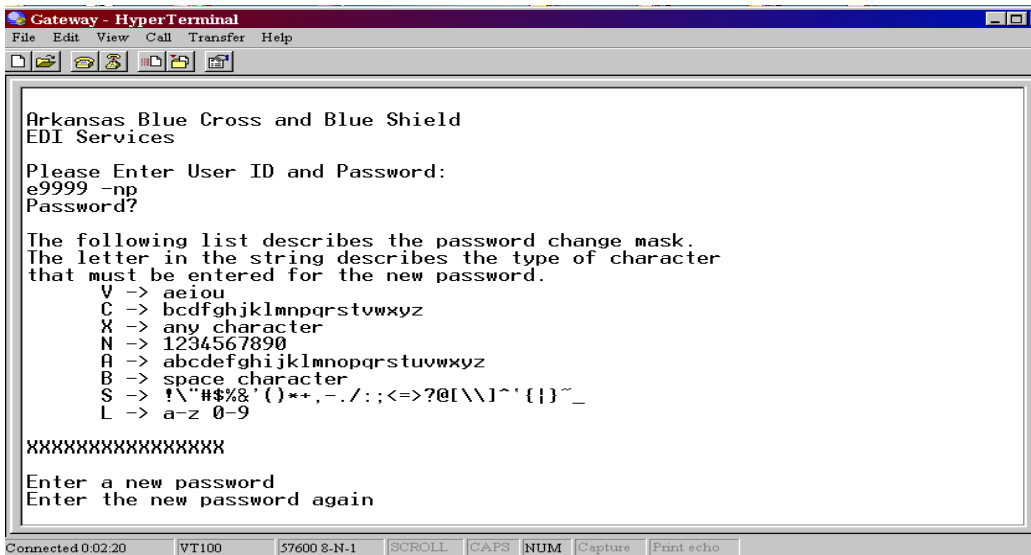 Gateway - HyperTerminal
File Edit View Call Transfer Help
Arkansas Blue Cross and Blue Shield
EDI Services
Please Enter User ID and Password:
e9999 -np
Password?
The following list describes the password change mask.
The letter in the string describes the type of character
that must be entered for the new password.
V -> aeiou
C -> bcdfghjklmnpqrstvwxyz
X -> any character
N -> 1234567890
A -> abcdefghijklmnopqrstuvwxyz
B -> space character
S -> !\"#$%&'()*+,-./:;<=>?@[\\]^'{|}~_
L -> a-z 0-9
XXXXXXXXXXXXXXXX
Enter a new password
Enter the new password again
Connected 0:02:20 VT100 57600 8-N-1 SCROLL CAPS NUM Capture Print echo